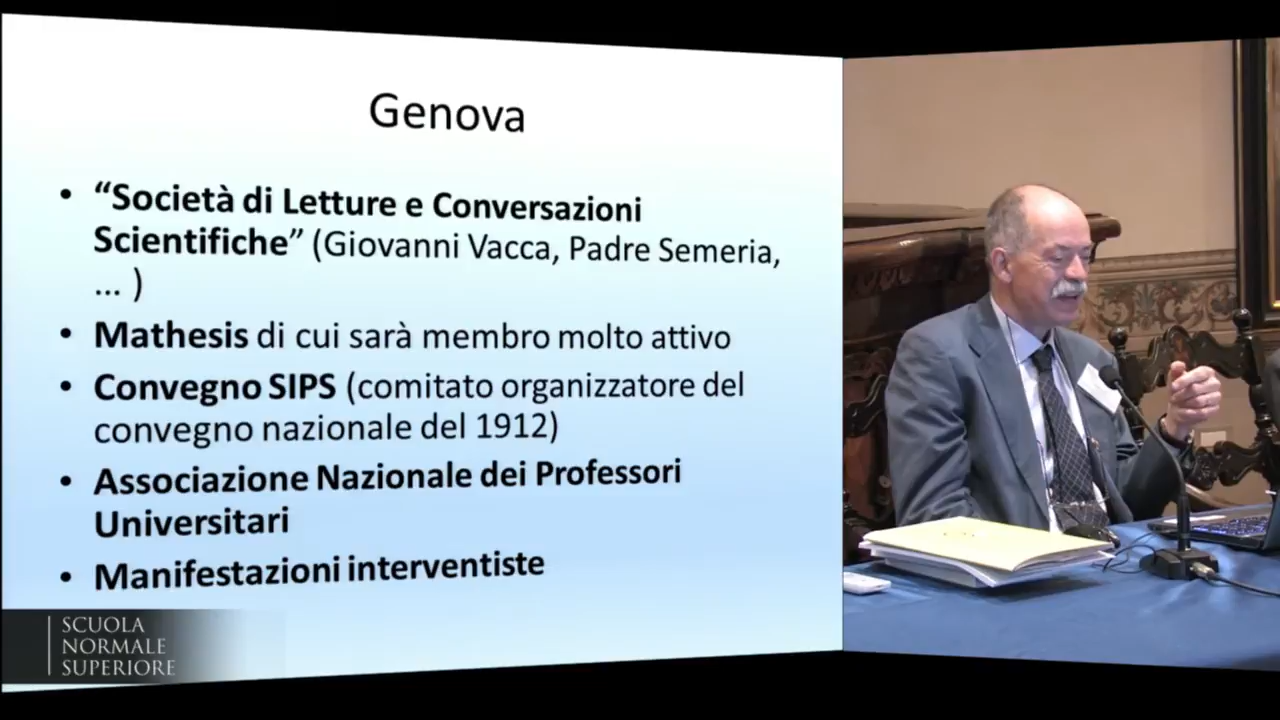 Genova
• “Società di Letture e Conversazioni
Scientifiche” (Giovanni Vacca, Padre Semeria,
... )
• Mathesis di cui sarà membro molto attivo
• Convegno SIPS (comitato organizzatore del
convegno nazionale del 1912)
• Associazione Nazionale dei Professori
Universitari
• Manifestazioni interventiste
SCUOLA
NORMALE
SUPERIORE